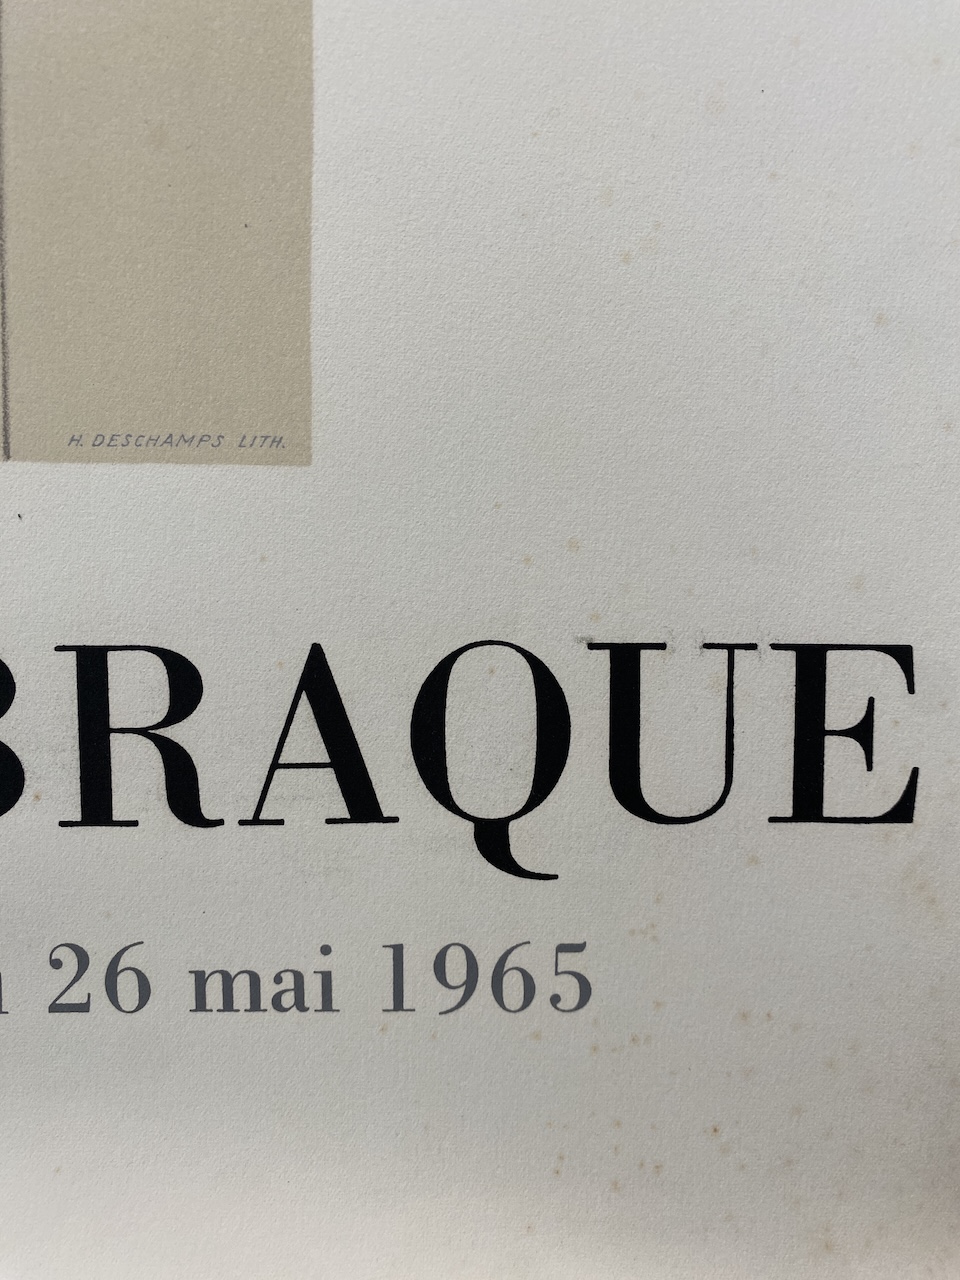 H. DESCHAMPS LITH.
BRAQUE
26 mai 1965